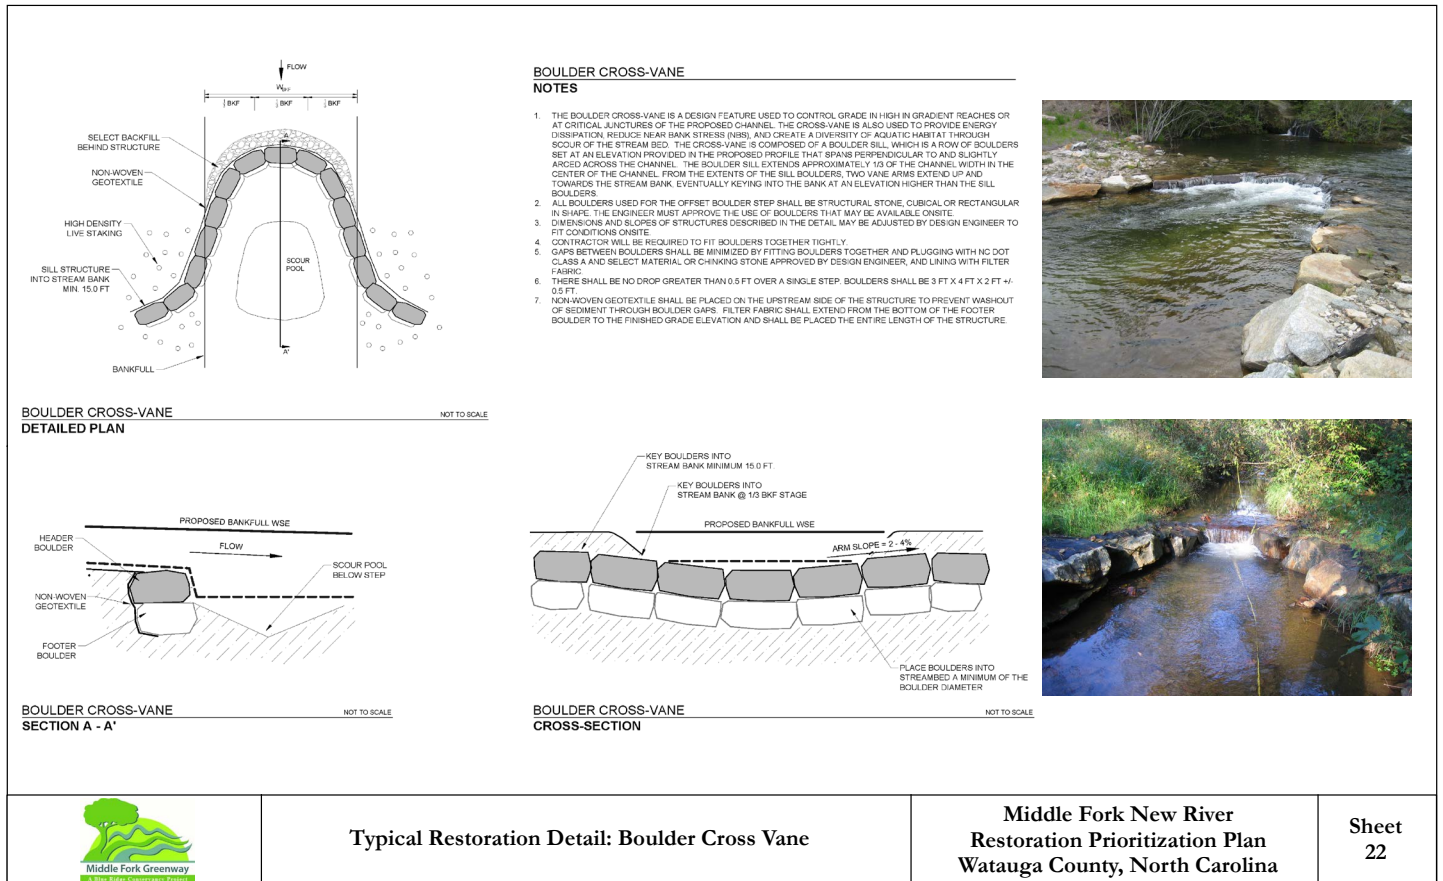 FLOW
W BKF
1/3 BKF
1/3 BKF
1/3 BKF
SELECT BACKFILL
BEHIND STRUCTURE
NON-WOVEN
GEOTEXTILE
HIGH DENSITY
LIVE STAKING
SILL STRUCTURE
INTO STREAM BANK
MIN. 15.0 FT
BANKFULL
A
SCOUR
POOL
A'
BOULDER CROSS-VANE
NOT TO SCALE
DETAILED PLAN
BOULDER CROSS-VANE
NOTES
1. THE BOULDER CROSS-VANE IS A DESIGN FEATURE USED TO CONTROL GRADE IN HIGH IN GRADIENT REACHES OR
AT CRITICAL JUNCTURES OF THE PROPOSED CHANNEL. THE CROSS-VANE IS ALSO USED TO PROVIDE ENERGY
DISSIPATION, REDUCE NEAR BANK STRESS (NBS), AND CREATE A DIVERSITY OF AQUATIC HABITAT THROUGH
SCOUR OF THE STREAM BED. THE CROSS-VANE IS COMPOSED OF A BOULDER SILL, WHICH IS A ROW OF BOULDERS
SET AT AN ELEVATION PROVIDED IN THE PROPOSED PROFILE THAT SPANS PERPENDICULAR TO AND SLIGHTLY
ARCED ACROSS THE CHANNEL. THE BOULDER SILL EXTENDS APPROXIMATELY 1/3 OF THE CHANNEL WIDTH IN THE
CENTER OF THE CHANNEL. FROM THE EXTENTS OF THE SILL BOULDERS, TWO VANE ARMS EXTEND UP AND
TOWARDS THE STREAM BANK, EVENTUALLY KEYING INTO THE BANK AT AN ELEVATION HIGHER THAN THE SILL
BOULDERS.
2. ALL BOULDERS USED FOR THE OFFSET BOULDER STEP SHALL BE STRUCTURAL STONE, CUBICAL OR RECTANGULAR
IN SHAPE. THE ENGINEER MUST APPROVE THE USE OF BOULDERS THAT MAY BE AVAILABLE ONSITE.
3. DIMENSIONS AND SLOPES OF STRUCTURES DESCRIBED IN THE DETAIL MAY BE ADJUSTED BY DESIGN ENGINEER TO
FIT CONDITIONS ONSITE.
4. CONTRACTOR WILL BE REQUIRED TO FIT BOULDERS TOGETHER TIGHTLY.
5. GAPS BETWEEN BOULDERS SHALL BE MINIMIZED BY FITTING BOULDERS TOGETHER AND PLUGGING WITH NC DOT
CLASS A AND SELECT MATERIAL OR CHINKING STONE APPROVED BY DESIGN ENGINEER, AND LINING WITH FILTER
FABRIC.
6. THERE SHALL BE NO DROP GREATER THAN 0.5 FT OVER A SINGLE STEP. BOULDERS SHALL BE 3 FT X 4 FT X 2 FT +/-
0.5 FT.
7. NON-WOVEN GEOTEXTILE SHALL BE PLACED ON THE UPSTREAM SIDE OF THE STRUCTURE TO PREVENT WASHOUT
OF SEDIMENT THROUGH BOULDER GAPS. FILTER FABRIC SHALL EXTEND FROM THE BOTTOM OF THE FOOTER
BOULDER TO THE FINISHED GRADE ELEVATION AND SHALL BE PLACED THE ENTIRE LENGTH OF THE STRUCTURE.
PROPOSED BANKFULL WSE
HEADER
BOULDER
FLOW
NON-WOVEN
GEOTEXTILE
FOOTER
BOULDER
SCOUR POOL
BELOW STEP
BOULDER CROSS-VANE
NOT TO SCALE
SECTION A - A'
KEY BOULDERS INTO
STREAM BANK MINIMUM 15.0 FT.
KEY BOULDERS INTO
STREAM BANK @ 1/3 BKF STAGE
PROPOSED BANKFULL WSE
ARM SLOPE = 2 - 4%
PLACE BOULDERS INTO
STREAMBED A MINIMUM OF THE
BOULDER DIAMETER
BOULDER CROSS-VANE
NOT TO SCALE
CROSS-SECTION
Middle Fork Greenway
A Blue Ridge Conservancy Project
Typical Restoration Detail: Boulder Cross Vane
Middle Fork New River
Restoration Prioritization Plan
Watauga County, North Carolina
Sheet
22